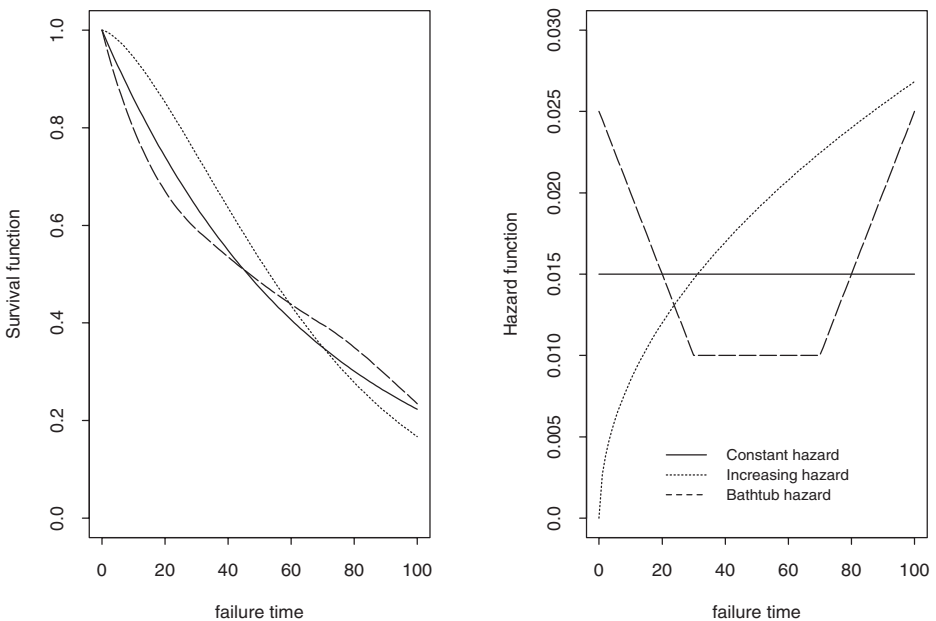 Survival function
1.0
0.8
0.6
0.4
0.2
0.0
0 20 40 60 80 100
failure time
Hazard function
0.030
0.025
0.020
0.015
0.010
0.005
0.0
Constant hazard
Increasing hazard
Bathtub hazard
0 20 40 60 80 100
failure time